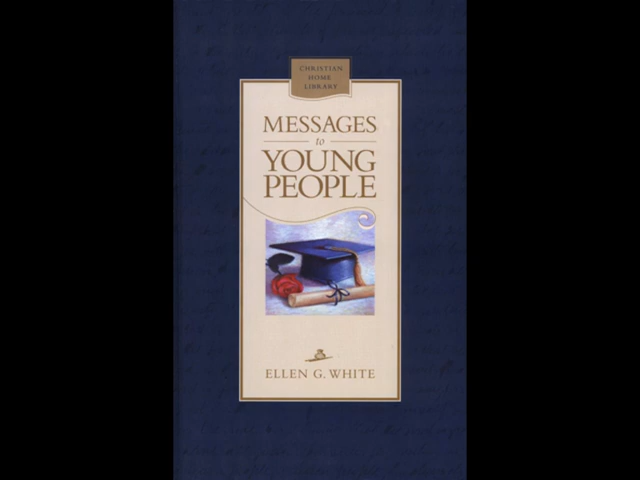 CHRISTIAN
HOME
LIBRARY
MESSAGES
to
YOUNG
PEOPLE
ELLEN G. WHITE